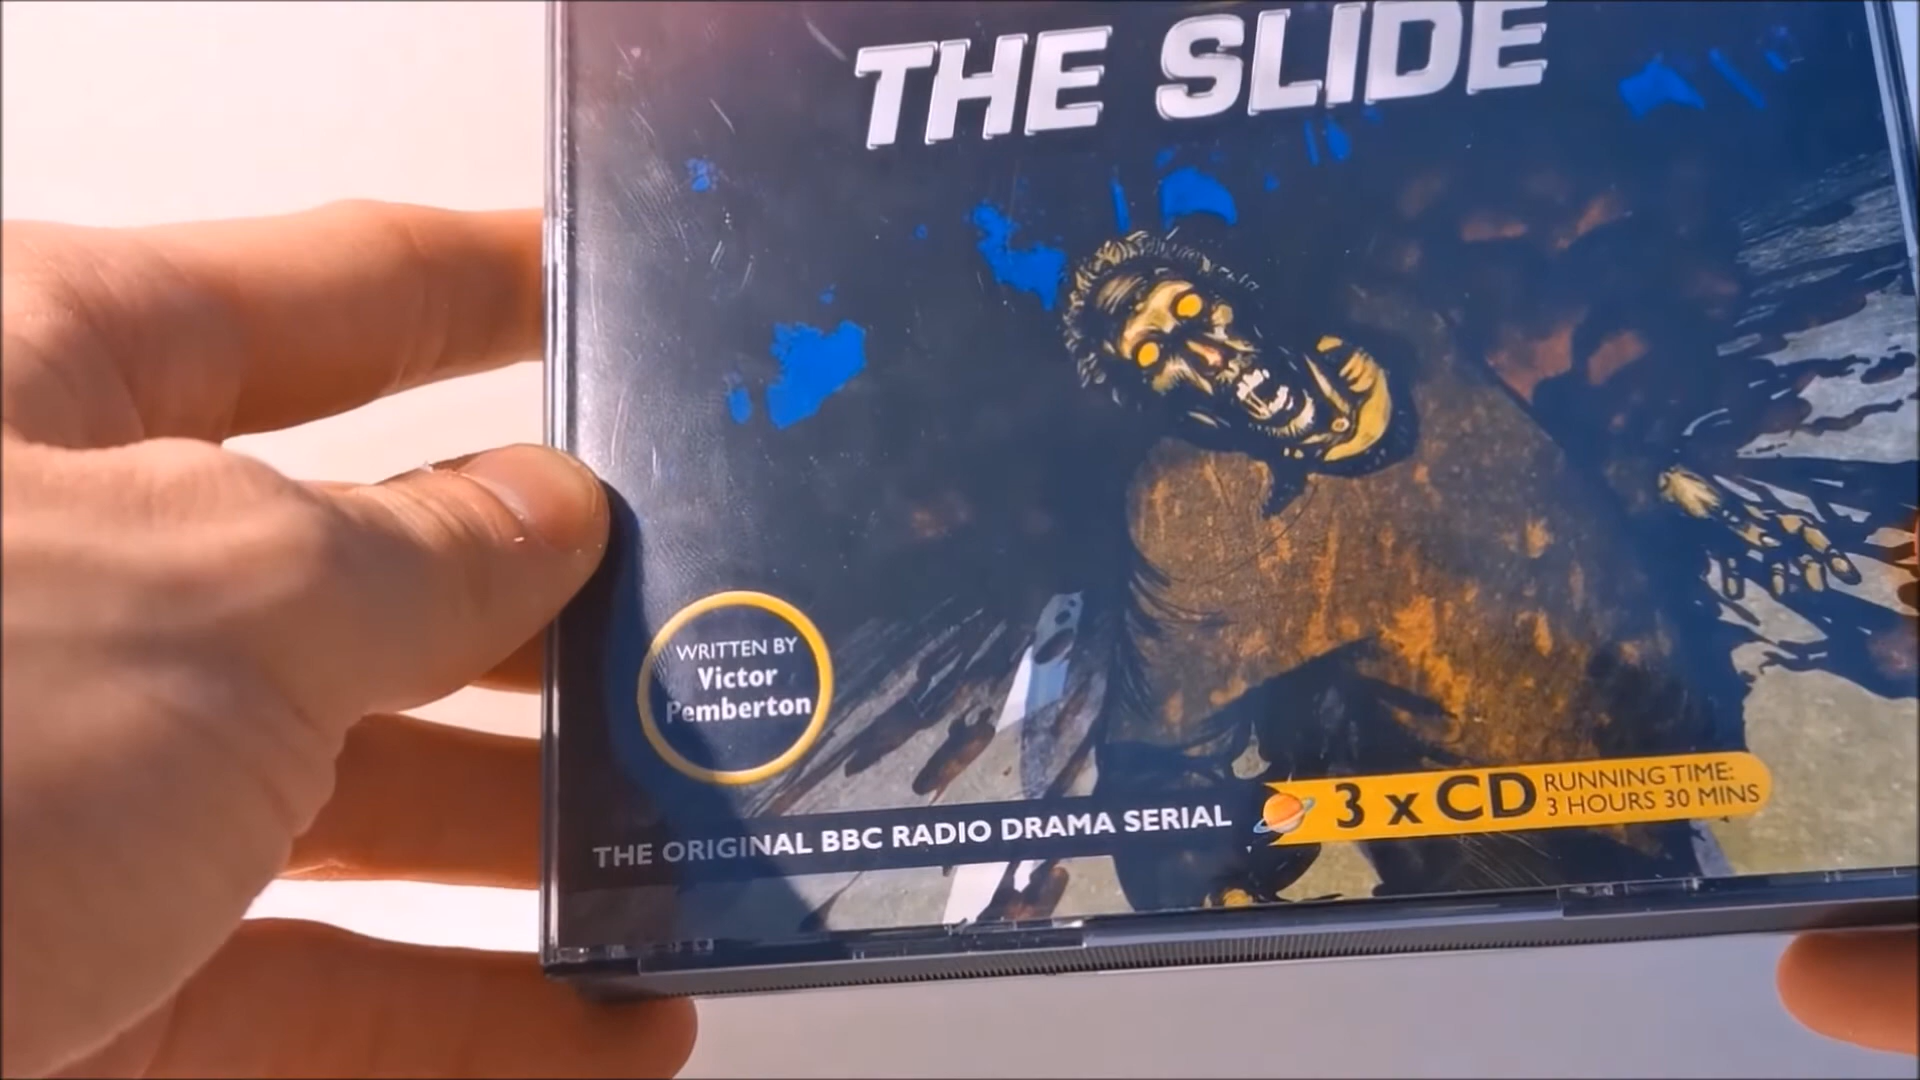 THE SLIDE
WRITTEN BY
Victor
Pemberton
THE ORIGINAL BBC RADIO DRAMA SERIAL
3 x CD
RUNNING TIME:
3 HOURS 30 MINS